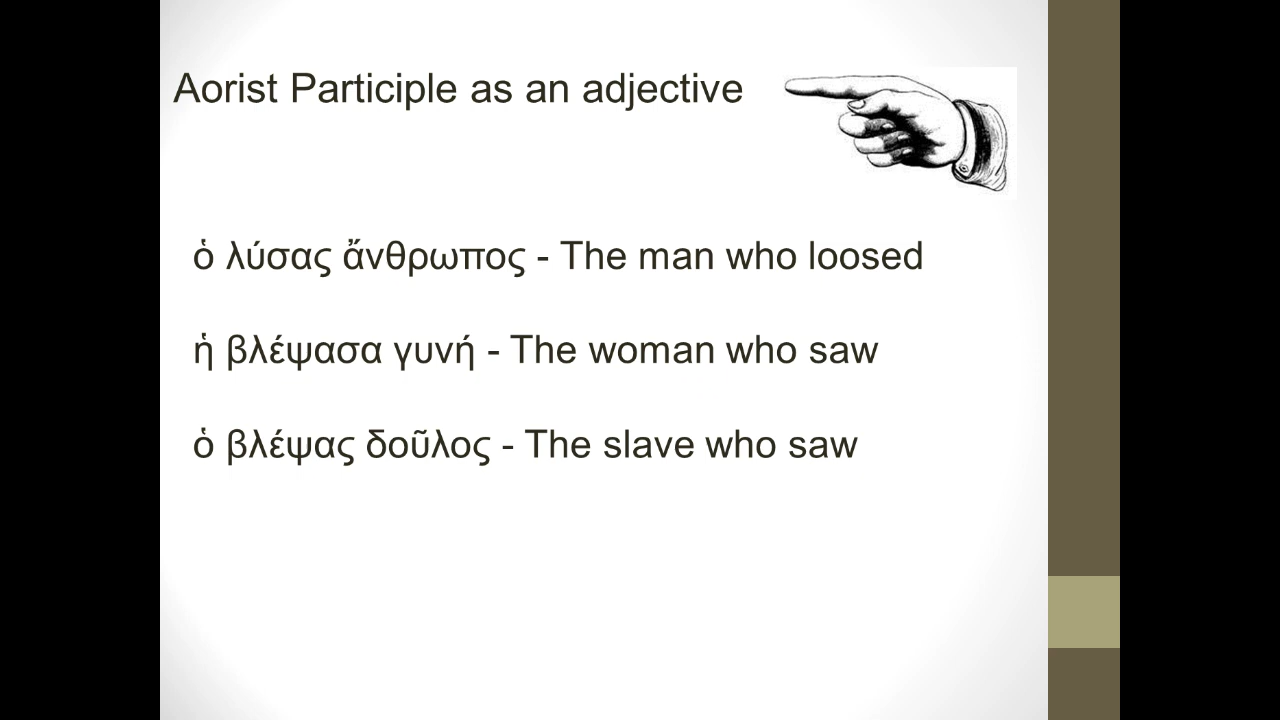 Aorist Participle as an adjective
ὁ λύσας ἄνθρωπος - The man who loosed
ἡ βλέψασα γυνή - The woman who saw
ὁ βλέψας δοῦλος - The slave who saw